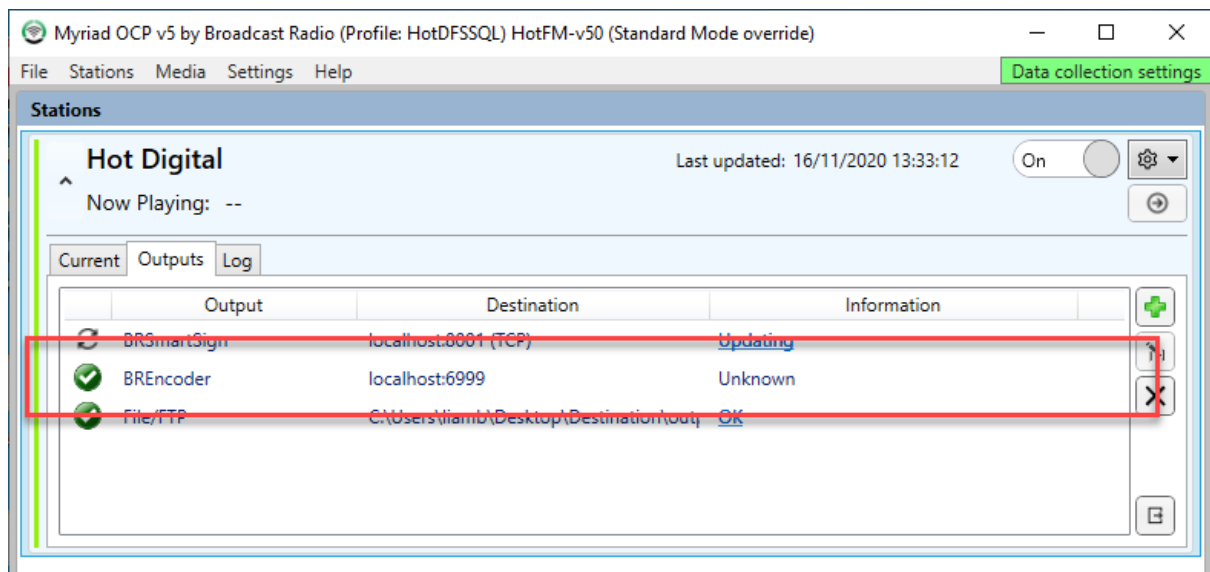 Myriad OCP v5 by Broadcast Radio (Profile: HotDFSSQL) HotFM-v50 (Standard Mode override)
File Stations Media Settings Help Data collection settings
Stations
Hot Digital Last updated: 16/11/2020 13:33:12 On
Now Playing: --
Current Outputs Log
Output Destination Information
BRSmartSign localhost:8001 (TCP) Updating
BREncoder localhost:6999 Unknown
File/FTP C:\Users\liamb\Desktop\Destination\outp OK